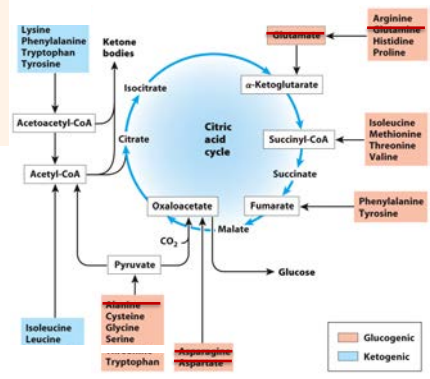 Lysine
Phenylalanine
Tryptophan
Tyrosine
Ketone
bodies
Glutamate
Arginine
Glutamine
Histidine
Proline
Isocitrate
α-Ketoglutarate
Acetoacetyl-CoA
Citrate
Citric
acid
cycle
Succinyl-CoA
Isoleucine
Methionine
Threonine
Valine
Acetyl-CoA
Succinate
Oxaloacetate
Fumarate
Phenylalanine
Tyrosine
Malate
CO2
Pyruvate
Glucose
Alanine
Cysteine
Glycine
Serine
Tryptophan
Isoleucine
Leucine
Asparagine
Aspartate
Glucogenic
Ketogenic